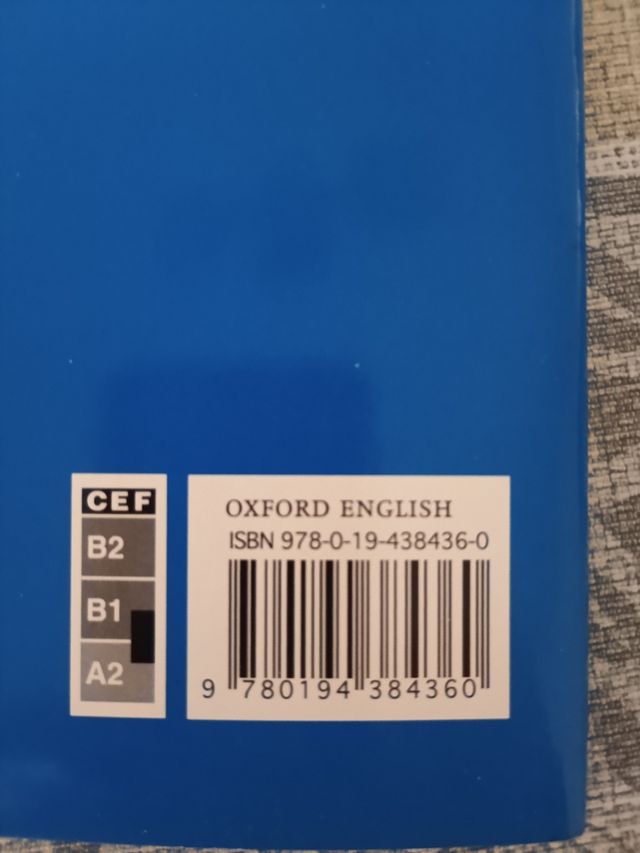 CEF
B2
B1
A2
OXFORD ENGLISH
ISBN 978-0-19-438436-0
9 780194 384360